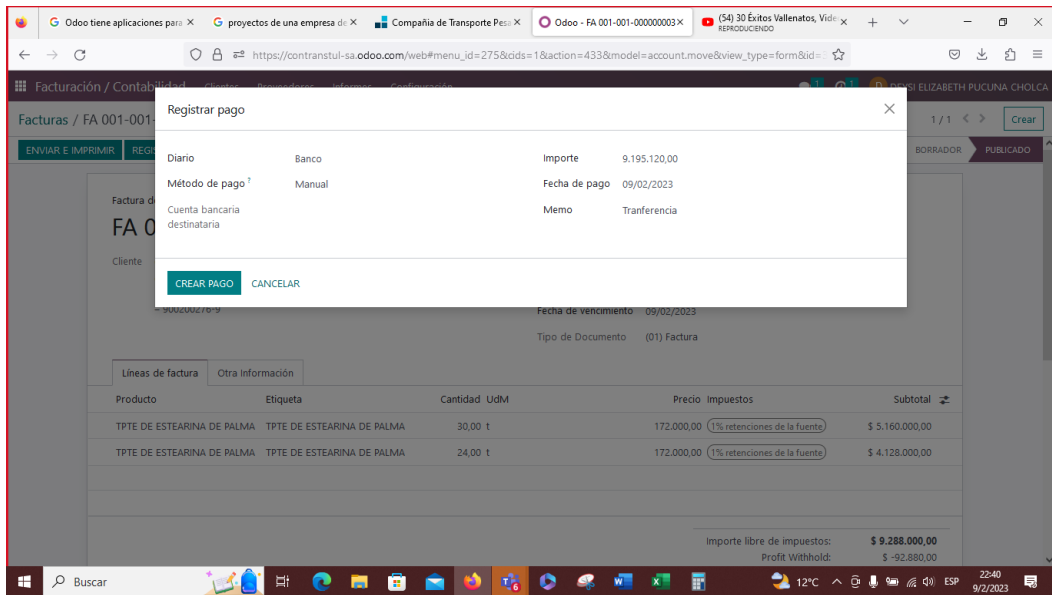 Odoo tiene aplicaciones para
proyectos de una empresa de
Compañia de Transporte Pesa
Odoo - FA 001-001-000000003
(54) 30 Éxitos Vallenatos, Vide
REPRODUCIENDO
https://contranstul-sa.odoo.com/web#menu_id=275&cids=1&action=433&model=account.move&view_type=form&id=
Facturación / Contabilidad Clientes Proveedores Informes Configuración 1 1 D DEYSI ELIZABETH PUCUNA CHOLCA
Facturas / FA 001-001- 1 / 1 Crear
ENVIAR E IMPRIMIR REGI BORRADOR PUBLICADO
Registrar pago
Diario Banco Importe 9.195.120,00
Método de pago ? Manual Fecha de pago 09/02/2023
Cuenta bancaria
destinataria
Memo Tranferencia
CREAR PAGO CANCELAR
Factura d
FA 0
Cliente
– 900200276-9
Fecha de vencimiento 09/02/2023
Tipo de Documento (01) Factura
Líneas de factura Otra Información
Producto Etiqueta Cantidad UdM Precio Impuestos Subtotal
TPTE DE ESTEARINA DE PALMA TPTE DE ESTEARINA DE PALMA 30,00 t 172.000,00 1% retenciones de la fuente $ 5.160.000,00
TPTE DE ESTEARINA DE PALMA TPTE DE ESTEARINA DE PALMA 24,00 t 172.000,00 1% retenciones de la fuente $ 4.128.000,00
Importe libre de impuestos: $ 9.288.000,00
Profit Withhold: $ -92.880,00
Buscar 12°C ESP 22:40
9/2/2023